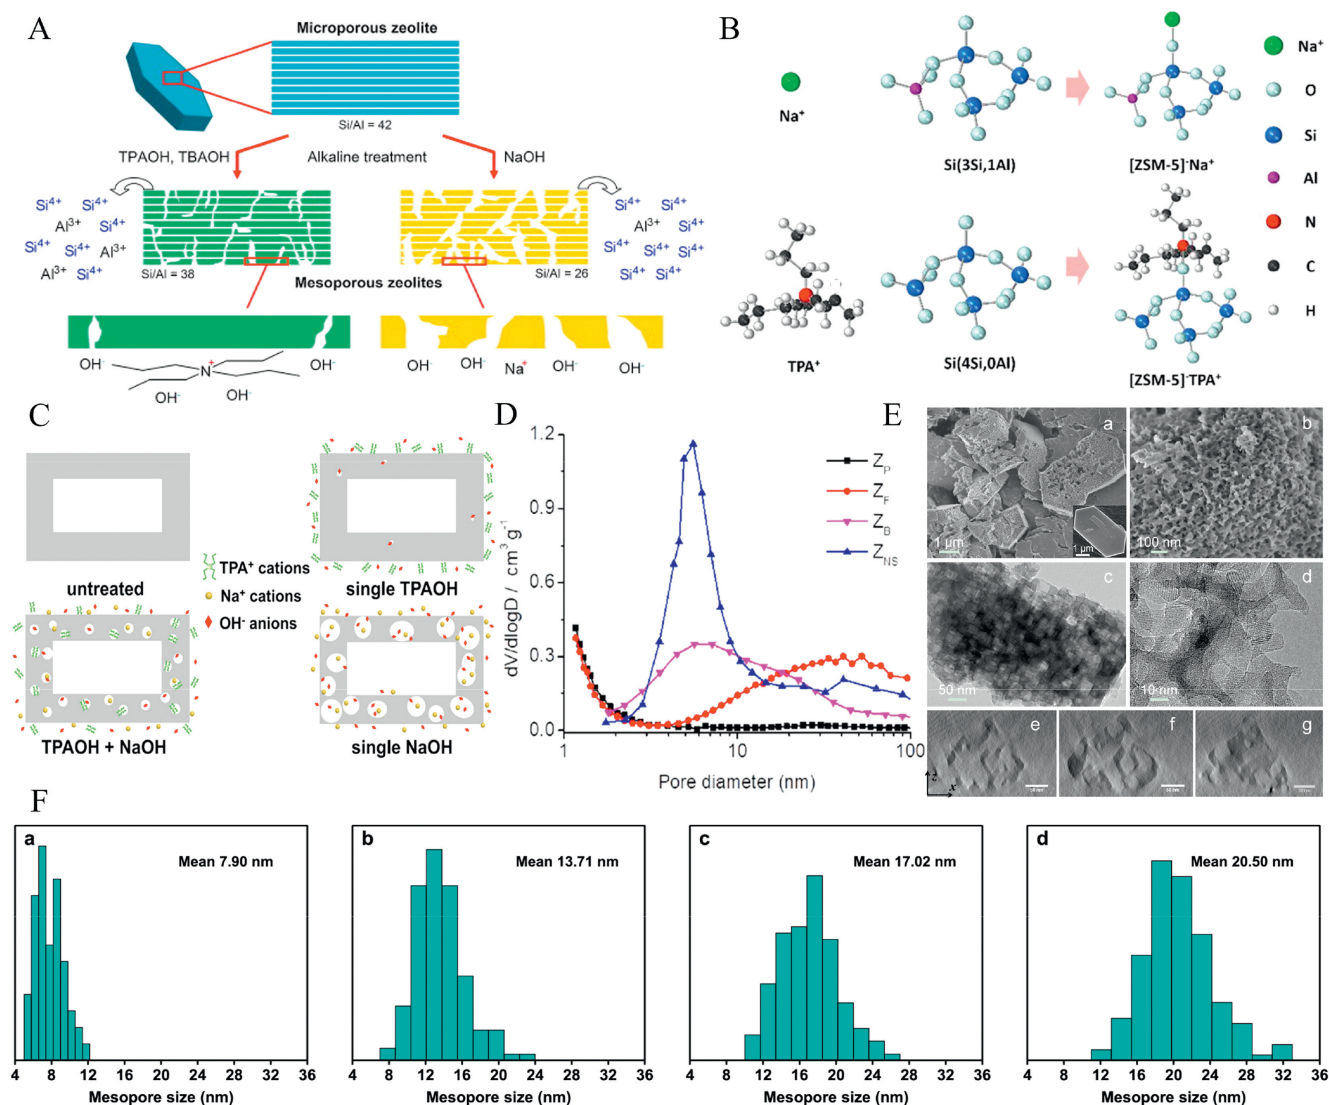 A
Microporous zeolite
Si/Al = 42
TPAOH, TBAOH
Alkaline treatment
NaOH
Si⁴⁺ Si⁴⁺
Al³⁺ Si⁴⁺
Si⁴⁺ Si⁴⁺
Si⁴⁺ Al³⁺
Al³⁺ Si⁴⁺
Si/Al = 38
Si⁴⁺ Si⁴⁺
Al³⁺ Si⁴⁺
Si⁴⁺ Si⁴⁺ Si⁴⁺
Si⁴⁺ Al³⁺
Si⁴⁺ Si⁴⁺
Si/Al = 26
Mesoporous zeolites
OH⁻
N⁺
OH⁻
OH⁻
OH⁻
OH⁻ OH⁻ Na⁺ OH⁻ OH⁻
B
Na⁺
Si(3Si,1Al)
[ZSM-5]⁻Na⁺
TPA⁺
Si(4Si,0Al)
[ZSM-5]⁻TPA⁺
Na⁺
O
Si
Al
N
C
H
C
untreated
single TPAOH
TPA⁺ cations
Na⁺ cations
OH⁻ anions
TPAOH + NaOH
single NaOH
D
dV/dlogD / cm³ g⁻¹
1.2
0.9
0.6
0.3
0.0
1 10 100
Pore diameter (nm)
Z_P
Z_F
Z_B
Z_NS
E
a
1 µm
1 µm
b
100 nm
c
50 nm
d
10 nm
e
z
x
f
g
F
a
Mean 7.90 nm
4 8 12 16 20 24 28 32 36
Mesopore size (nm)
b
Mean 13.71 nm
4 8 12 16 20 24 28 32 36
Mesopore size (nm)
c
Mean 17.02 nm
4 8 12 16 20 24 28 32 36
Mesopore size (nm)
d
Mean 20.50 nm
4 8 12 16 20 24 28 32 36
Mesopore size (nm)